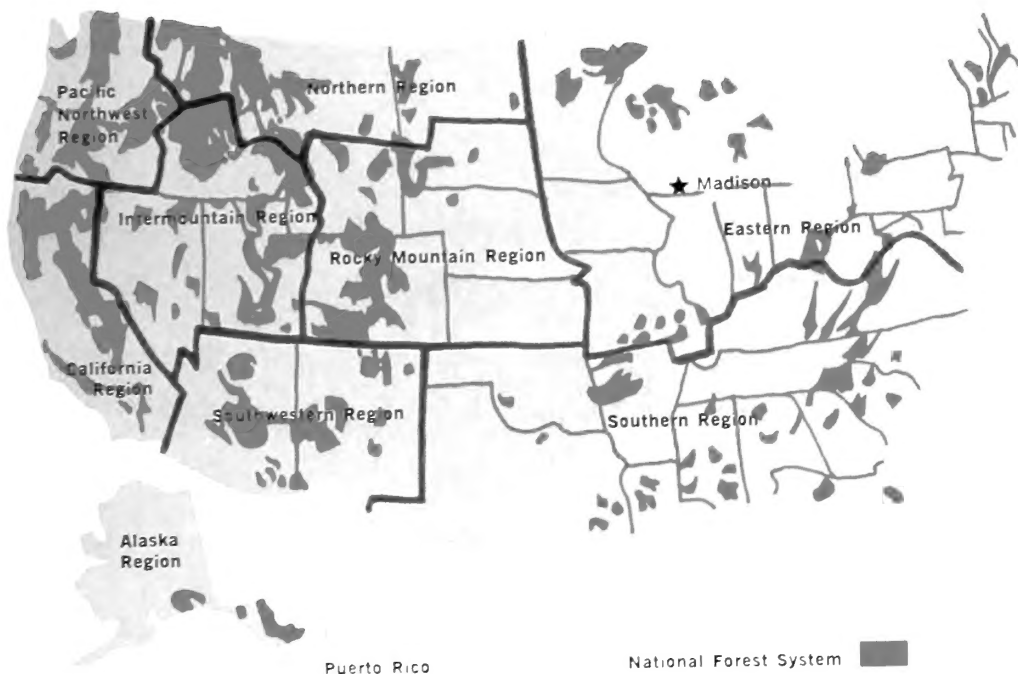 Pacific
Northwest
Region
Northern Region
Madison
Intermountain Region
Eastern Region
Rocky Mountain Region
California
Region
Southwestern Region
Southern Region
Alaska
Region
Puerto Rico
National Forest System